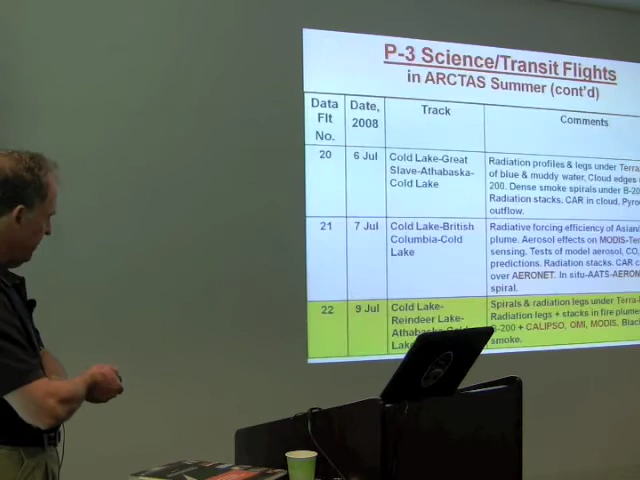 P-3 Science/Transit Flights
in ARCTAS Summer (cont'd)
Data Flt No.
Date, 2008
Track
Comments
20
6 Jul
Cold Lake-Great
Slave-Athabaska-
Cold Lake
Radiation profiles & legs under Terra
of blue & muddy water, Cloud edges
200. Dense smoke spirals under B-20
Radiation stacks. CAR in cloud, Pyro
outflow.
21
7 Jul
Cold Lake-British
Columbia-Cold
Lake
Radiative forcing efficiency of Asian
plume. Aerosol effects on MODIS-Ter
sensing. Tests of model aerosol, CO,
predictions. Radiation stacks. CAR c
over AERONET. In situ-AATS-AERON
spiral.
22
9 Jul
Cold Lake-
Reindeer Lake-
Athabaska-Cold
Lake
Spirals & radiation legs under Terra-
Radiation legs + stacks in fire plume
B-200 + CALIPSO, OMI, MODIS. Blac
smoke.